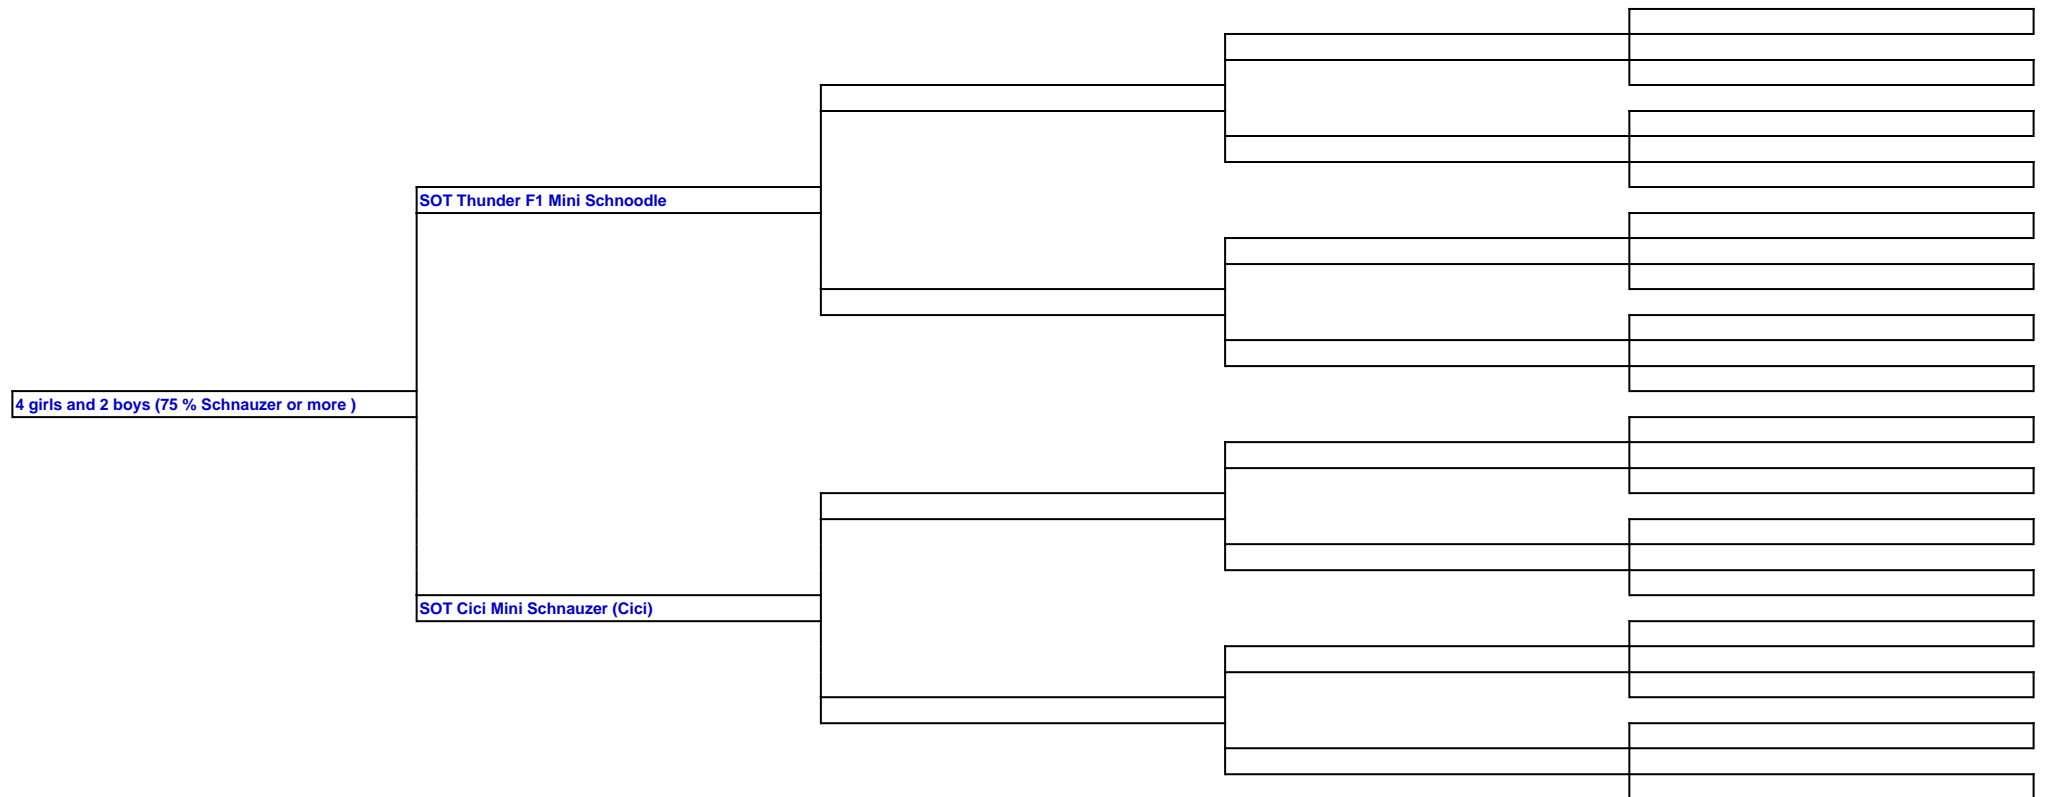 SOT Thunder F1 Mini Schnoodle
4 girls and 2 boys (75 % Schnauzer or more )
SOT Cici Mini Schnauzer (Cici)